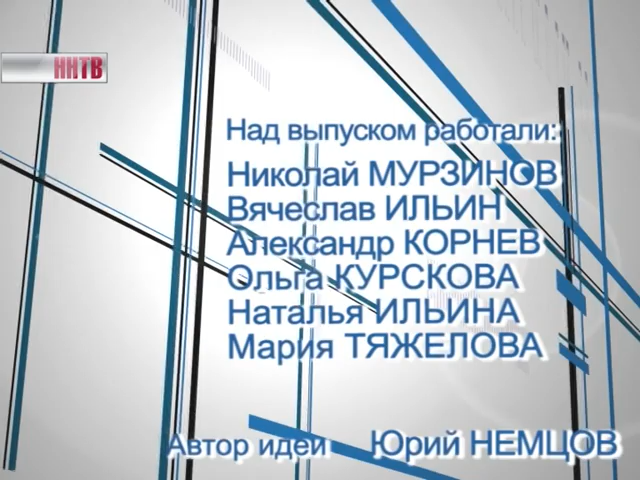 ННТВ
Над выпуском работали:
Николай МУРЗИНОВ
Вячеслав ИЛЬИН
Александр КОРНЕВ
Ольга КУРСКОВА
Наталья ИЛЬИНА
Мария ТЯЖЕЛОВА
Автор идеи Юрий НЕМЦОВ